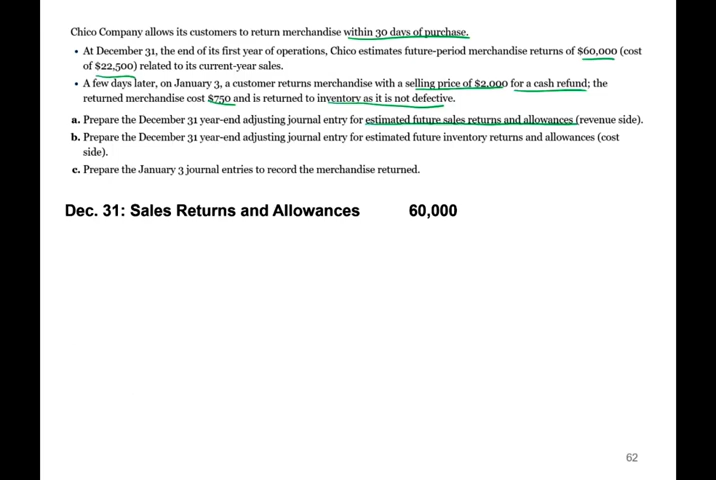 Chico Company allows its customers to return merchandise within 30 days of purchase.
• At December 31, the end of its first year of operations, Chico estimates future-period merchandise returns of $60,000 (cost
of $22,500) related to its current-year sales.
• A few days later, on January 3, a customer returns merchandise with a selling price of $2,000 for a cash refund; the
returned merchandise cost $750 and is returned to inventory as it is not defective.
a. Prepare the December 31 year-end adjusting journal entry for estimated future sales returns and allowances (revenue side).
b. Prepare the December 31 year-end adjusting journal entry for estimated future inventory returns and allowances (cost
side).
c. Prepare the January 3 journal entries to record the merchandise returned.
Dec. 31: Sales Returns and Allowances 60,000
62